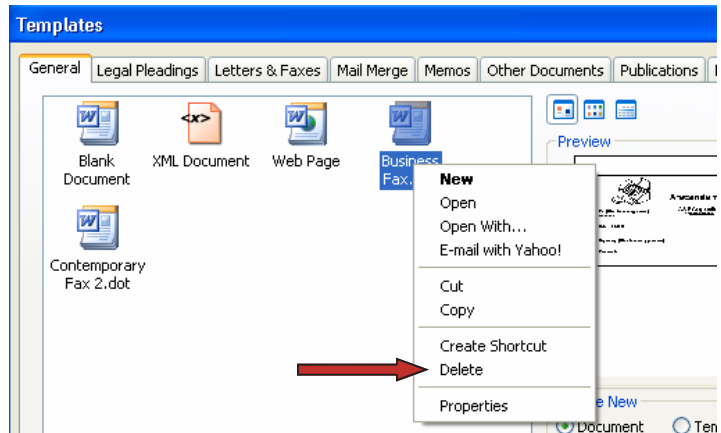 Templates
General Legal Pleadings Letters & Faxes Mail Merge Memos Other Documents Publications
Preview
Blank
Document
<x>
XML Document
Web Page
Business
Fax.
Contemporary
Fax 2.dot
New
Open
Open With...
E-mail with Yahoo!
Cut
Copy
Create Shortcut
Delete
Properties
New
Document